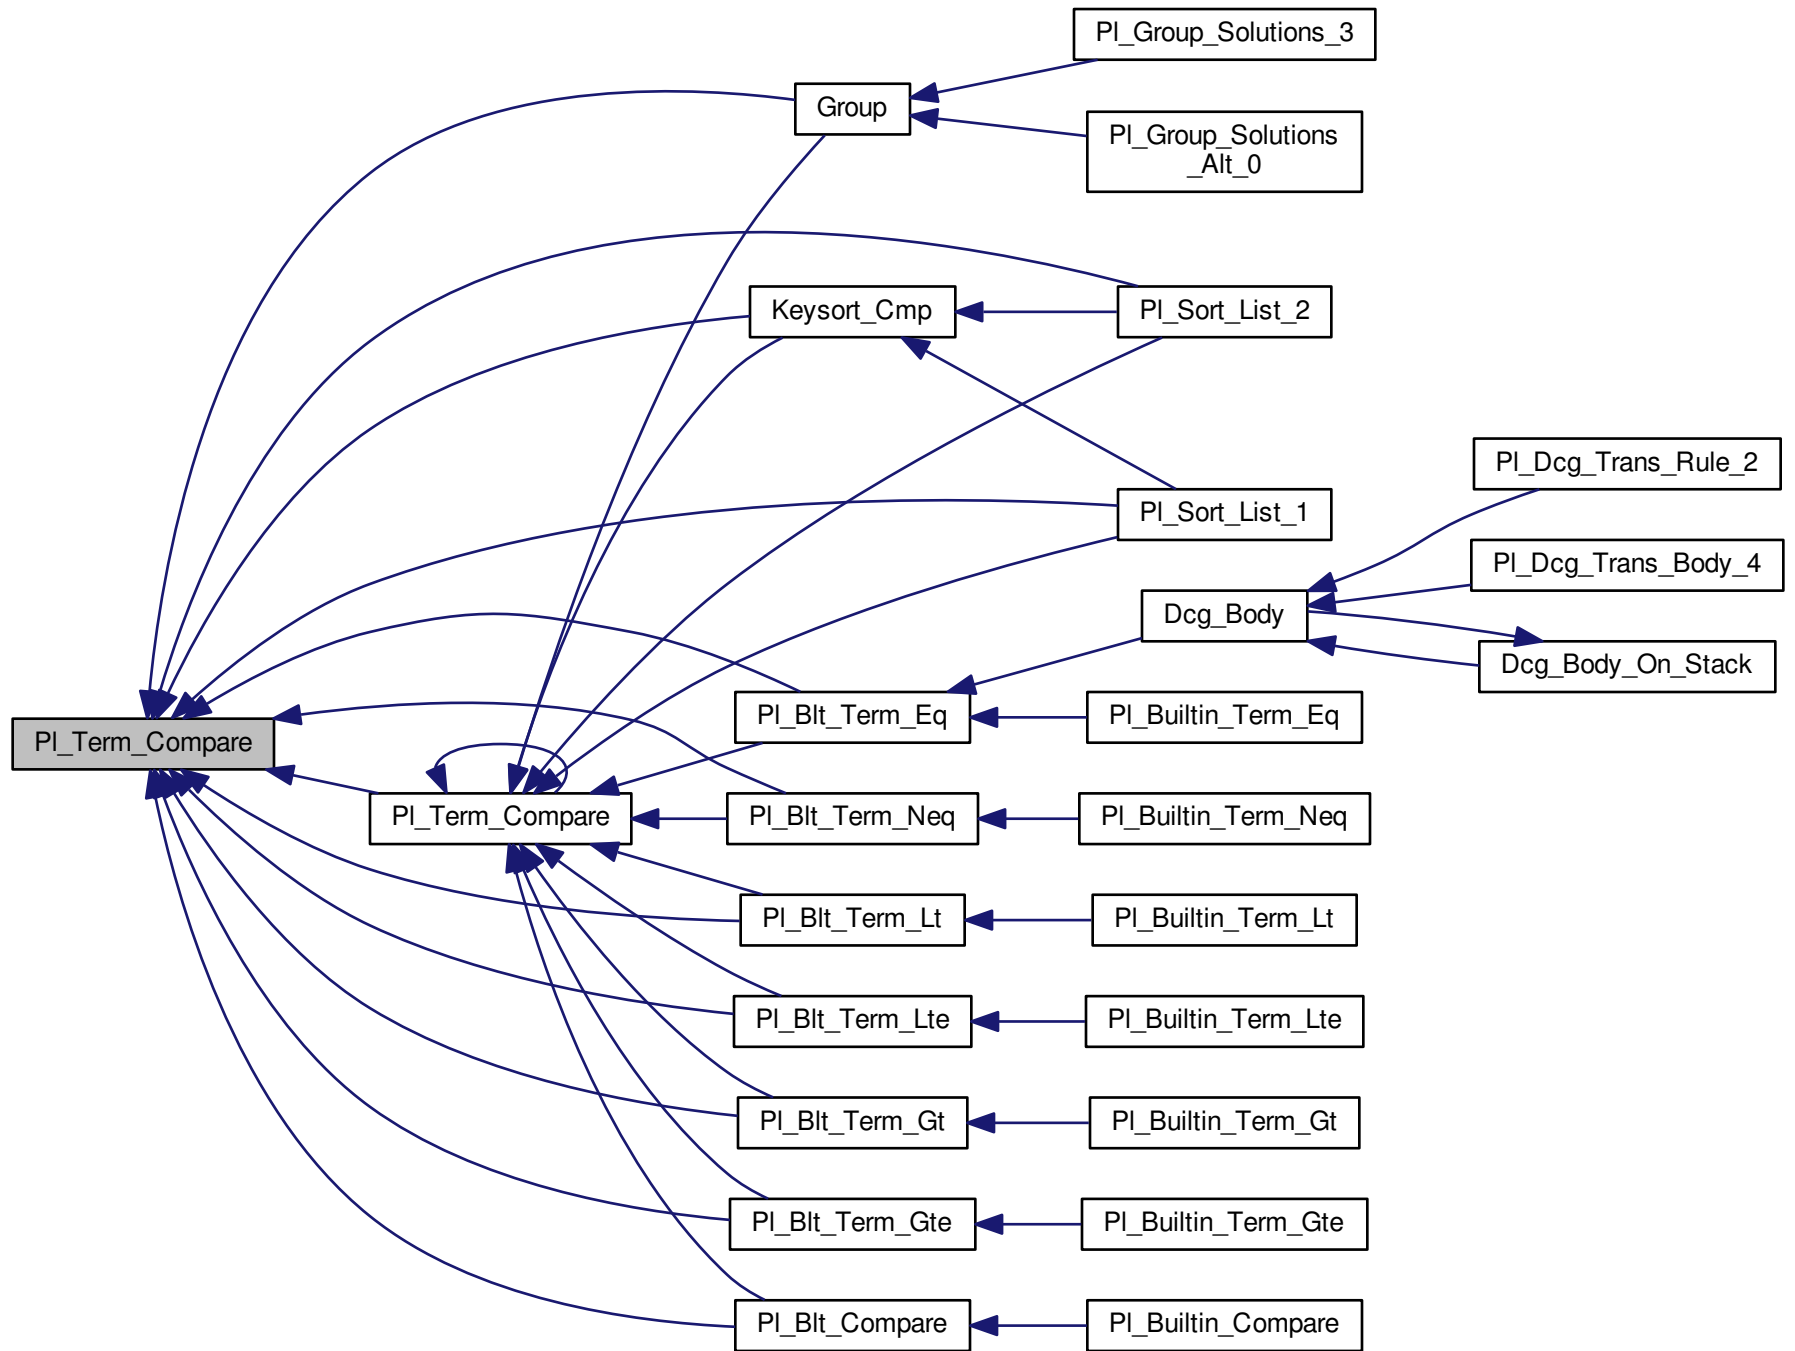 Pl_Group_Solutions_3
Group
Pl_Group_Solutions
_Alt_0
Keysort_Cmp
Pl_Sort_List_2
Pl_Dcg_Trans_Rule_2
Pl_Sort_List_1
Pl_Dcg_Trans_Body_4
Dcg_Body
Dcg_Body_On_Stack
Pl_Term_Compare
Pl_Blt_Term_Eq
Pl_Builtin_Term_Eq
Pl_Term_Compare
Pl_Blt_Term_Neq
Pl_Builtin_Term_Neq
Pl_Blt_Term_Lt
Pl_Builtin_Term_Lt
Pl_Blt_Term_Lte
Pl_Builtin_Term_Lte
Pl_Blt_Term_Gt
Pl_Builtin_Term_Gt
Pl_Blt_Term_Gte
Pl_Builtin_Term_Gte
Pl_Blt_Compare
Pl_Builtin_Compare